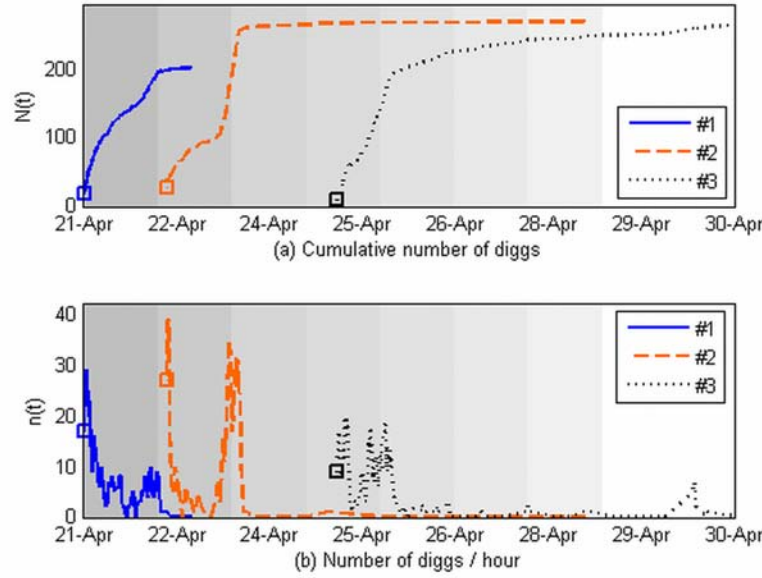 200
100
0
N(t)
#1
#2
#3
21-Apr 22-Apr 24-Apr 25-Apr 26-Apr 28-Apr 29-Apr 30-Apr
(a) Cumulative number of diggs
40
30
20
10
0
n(t)
#1
#2
#3
21-Apr 22-Apr 24-Apr 25-Apr 26-Apr 28-Apr 29-Apr 30-Apr
(b) Number of diggs / hour